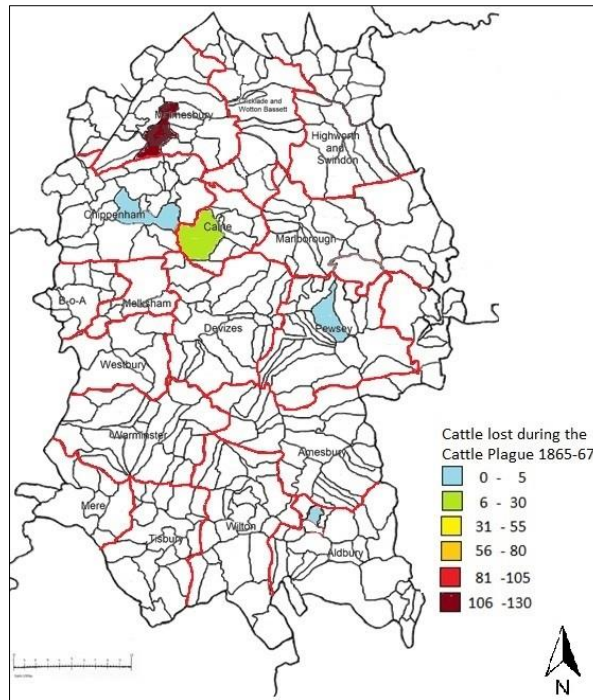 Malmesbury
Cricklade and
Wotton Bassett
Highworth
and
Swindon
Chippenham
Calne
Marlborough
B-o-A
Melksham
Devizes
Pewsey
Westbury
Warminster
Amesbury
Mere
Tisbury
Wilton
Aldbury
Cattle lost during the
Cattle Plague 1865-67
0 - 5
6 - 30
31 - 55
56 - 80
81 -105
106 -130
N